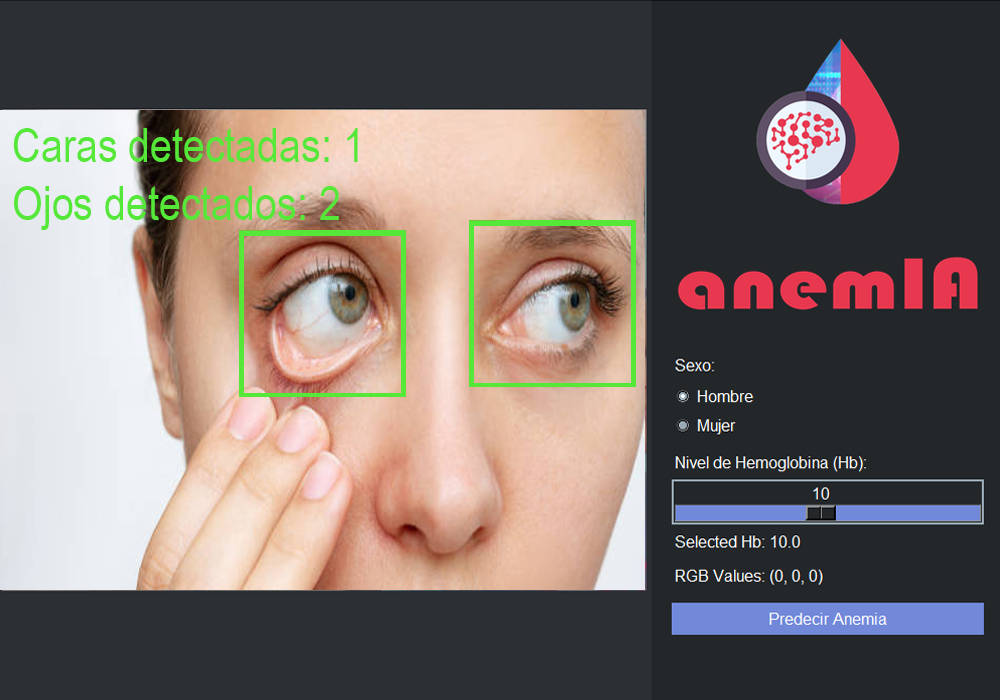 Caras detectadas: 1
Ojos detectados: 2
anemIA
Sexo:
Hombre
Mujer
Nivel de Hemoglobina (Hb):
10
Selected Hb: 10.0
RGB Values: (0, 0, 0)
Predecir Anemia